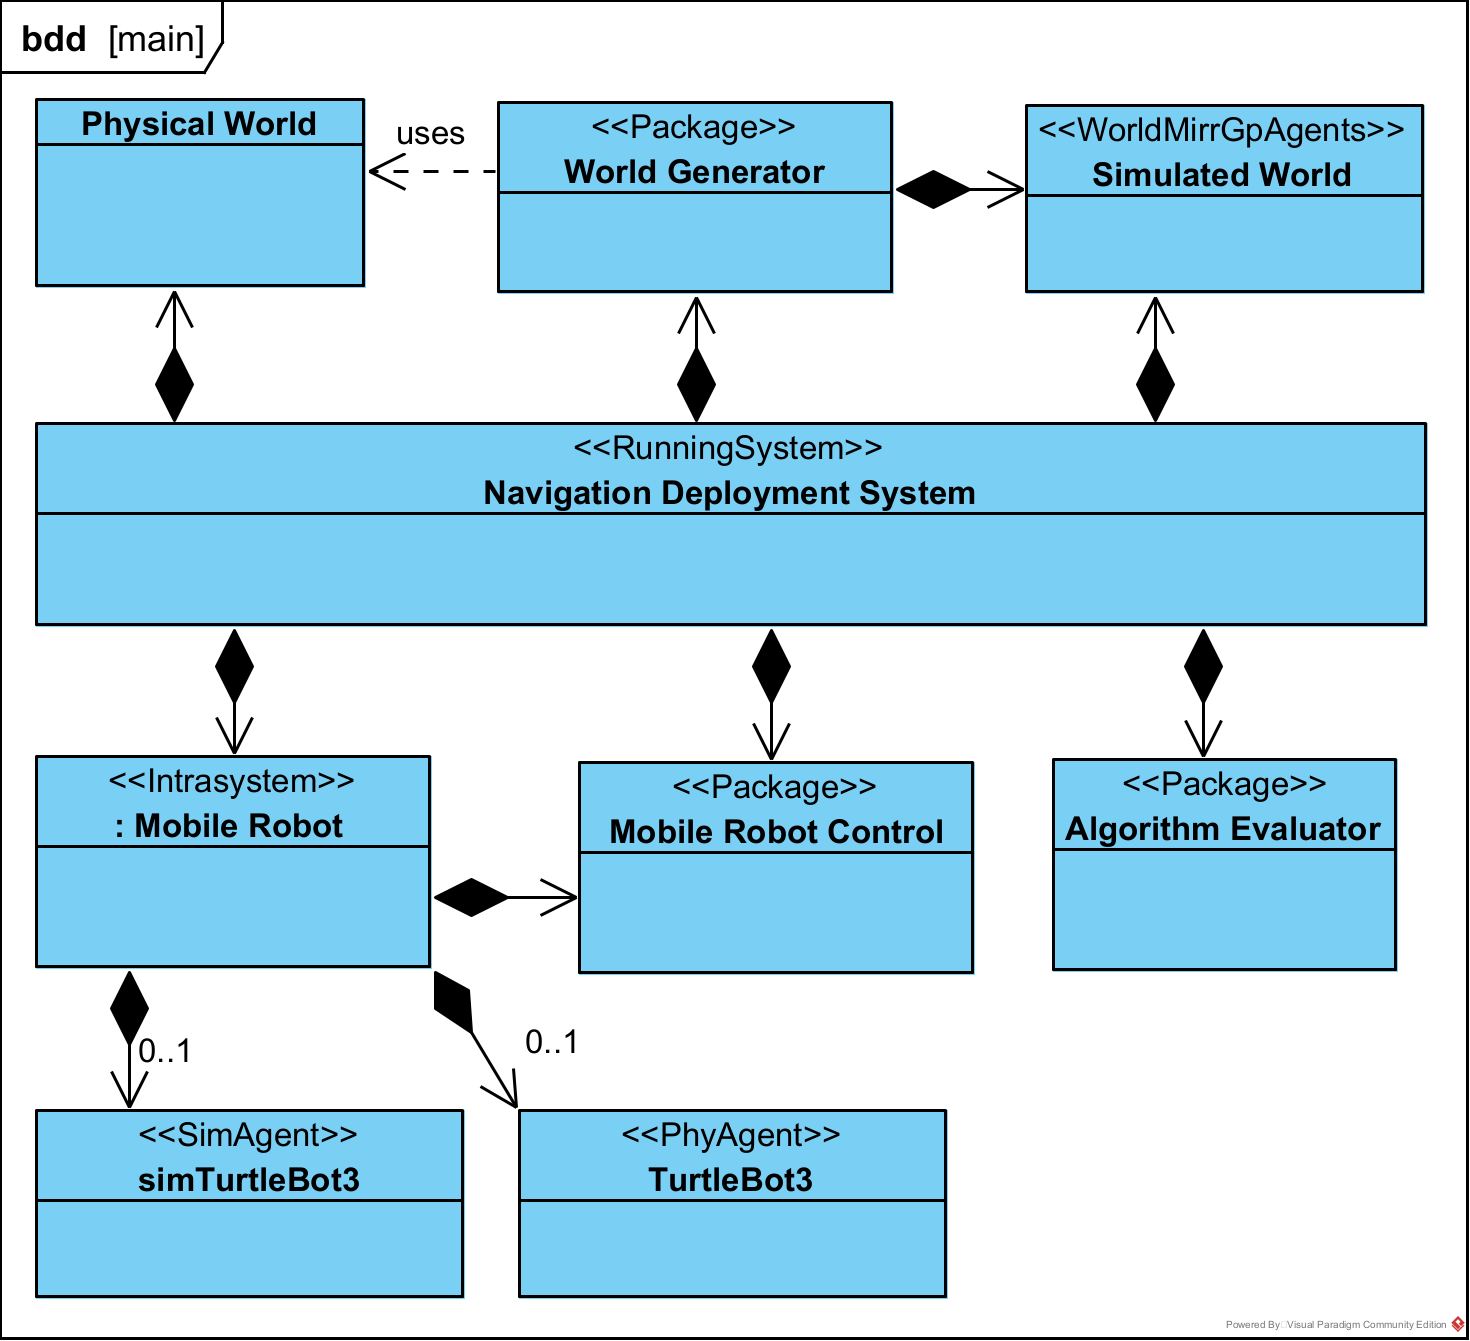 bdd [main]
Physical World
uses
<<Package>>
World Generator
<<WorldMirrGpAgents>>
Simulated World
<<RunningSystem>>
Navigation Deployment System
<<Intrasystem>>
: Mobile Robot
<<Package>>
Mobile Robot Control
<<Package>>
Algorithm Evaluator
0..1
0..1
<<SimAgent>>
simTurtleBot3
<<PhyAgent>>
TurtleBot3
Powered By Visual Paradigm Community Edition